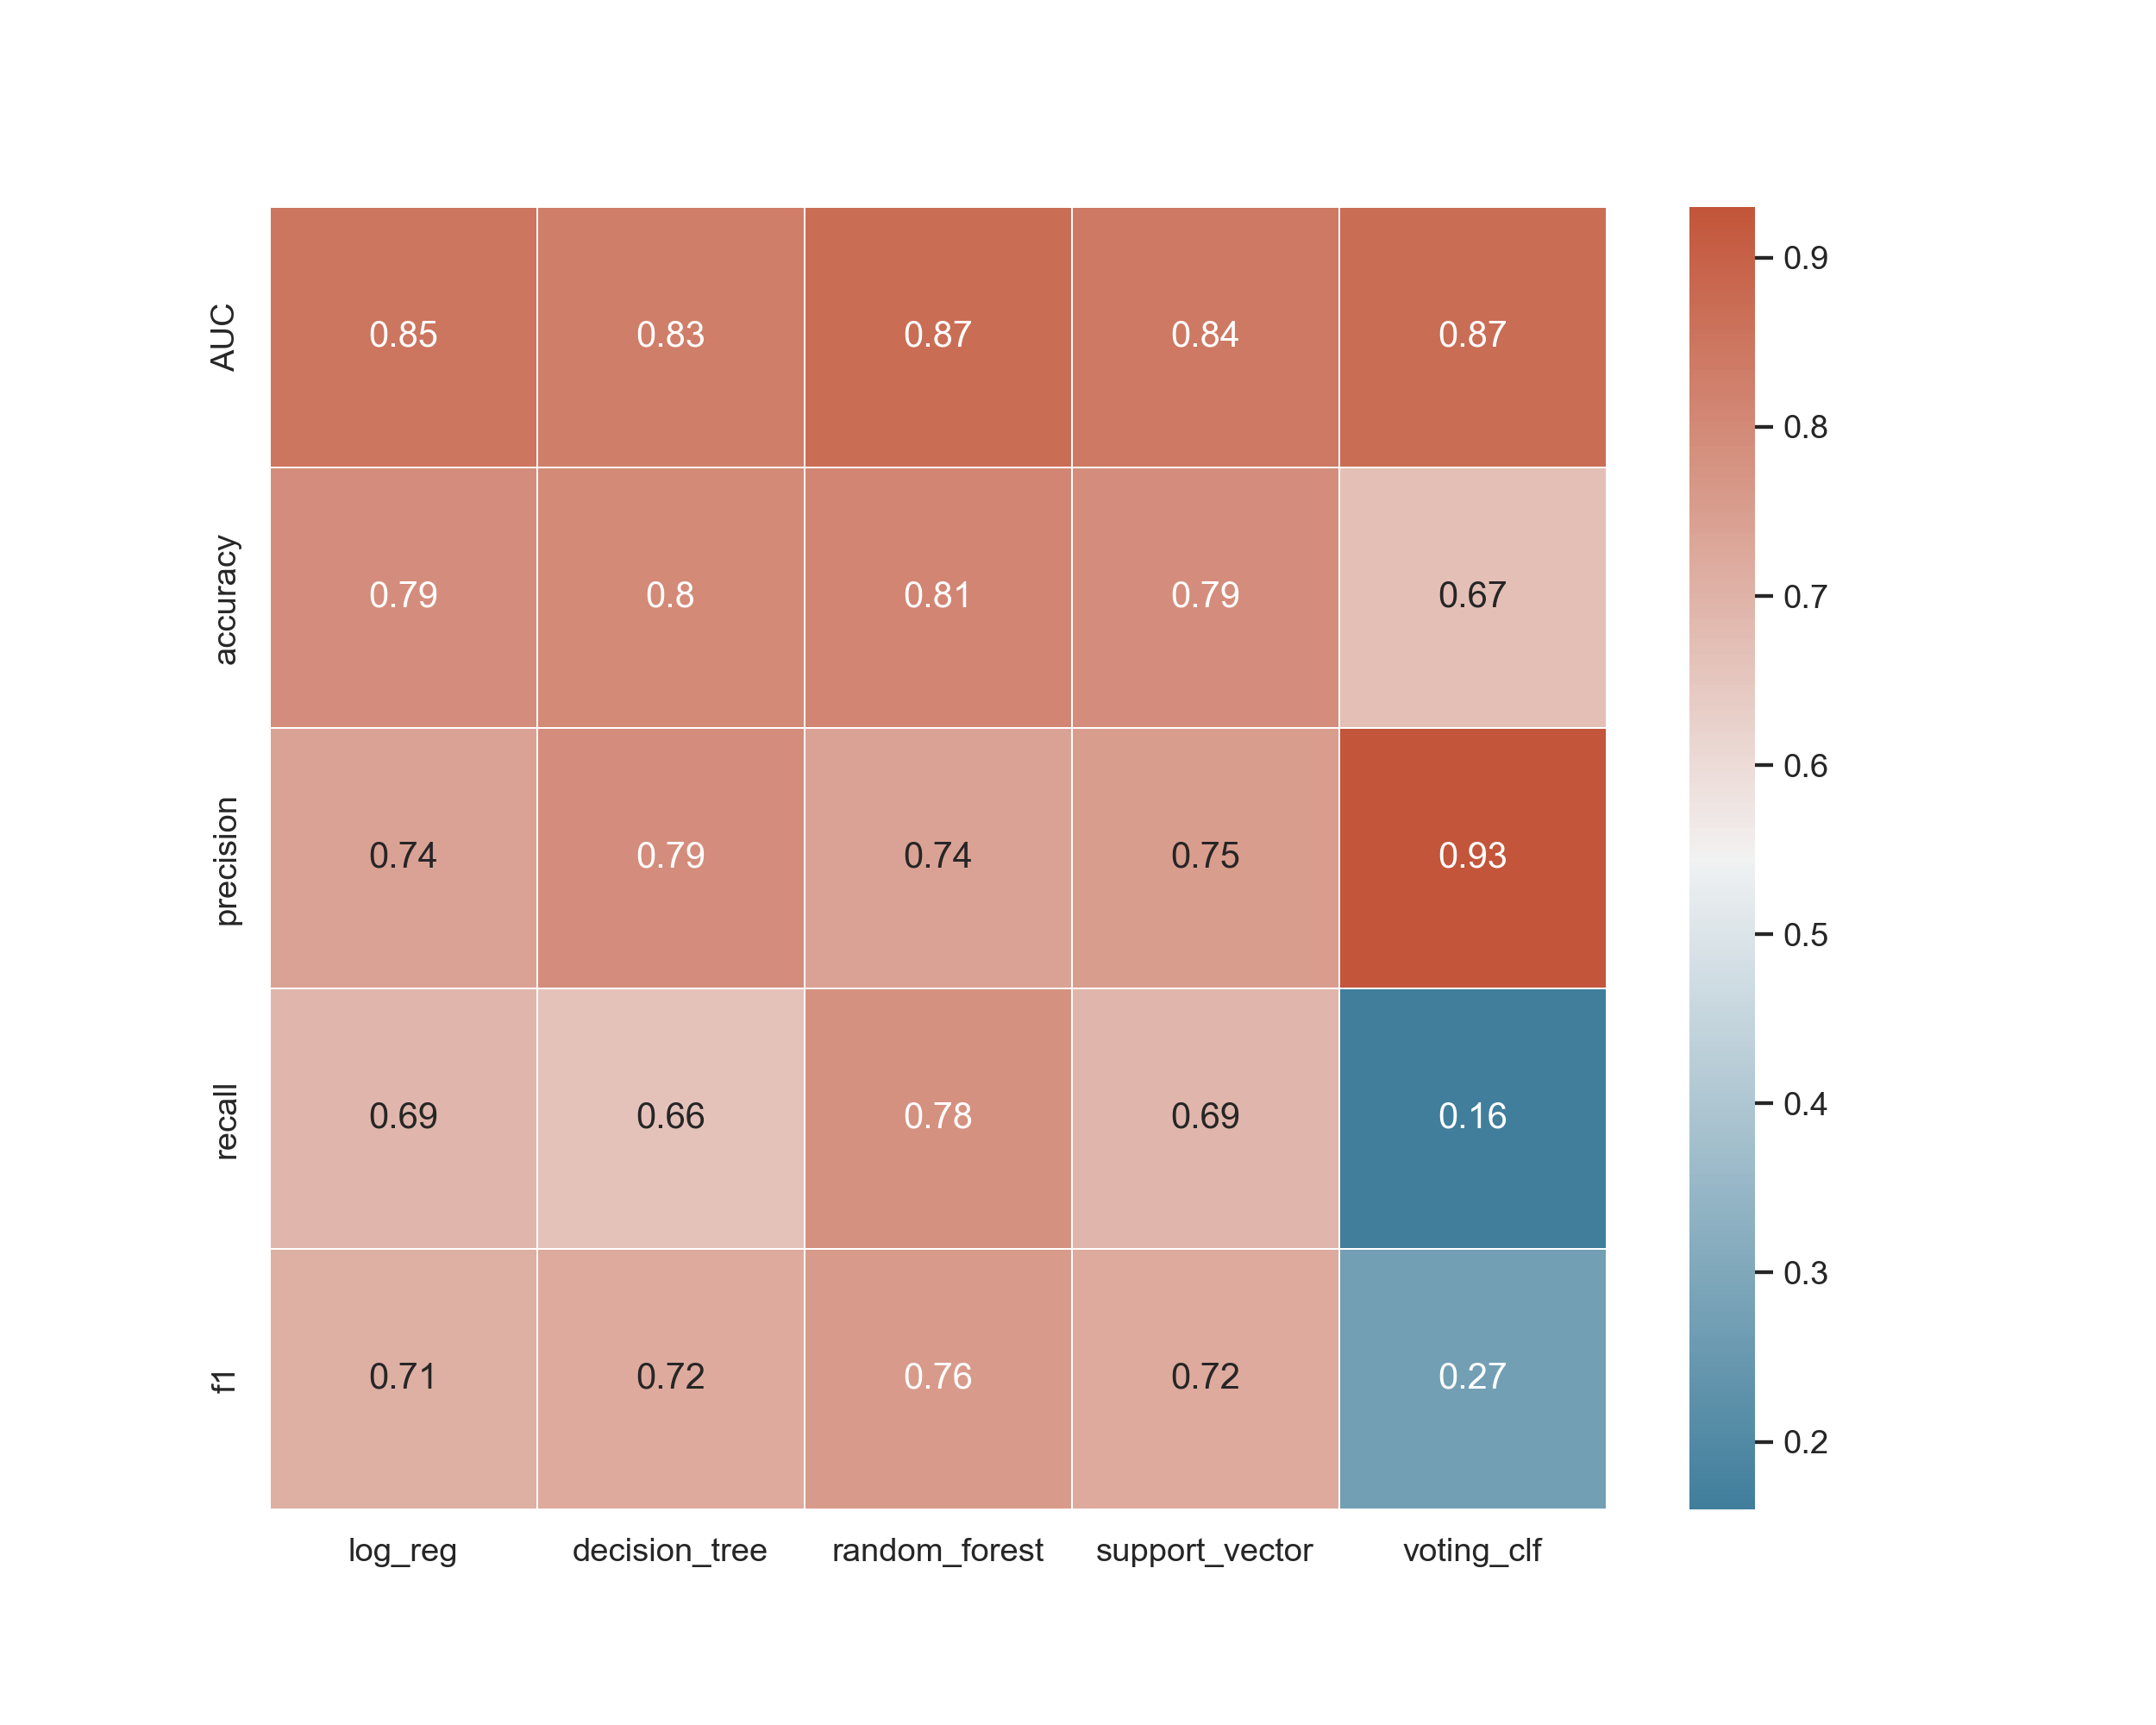 AUC 0.85 0.83 0.87 0.84 0.87
accuracy 0.79 0.8 0.81 0.79 0.67
precision 0.74 0.79 0.74 0.75 0.93
recall 0.69 0.66 0.78 0.69 0.16
f1 0.71 0.72 0.76 0.72 0.27
log_reg decision_tree random_forest support_vector voting_clf
0.9
0.8
0.7
0.6
0.5
0.4
0.3
0.2